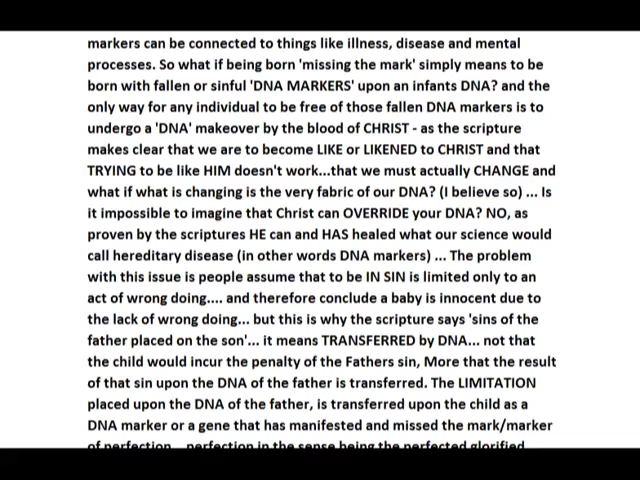 markers can be connected to things like illness, disease and mental
processes. So what if being born 'missing the mark' simply means to be
born with fallen or sinful 'DNA MARKERS' upon an infants DNA? and the
only way for any individual to be free of those fallen DNA markers is to
undergo a 'DNA' makeover by the blood of CHRIST - as the scripture
makes clear that we are to become LIKE or LIKENED to CHRIST and that
TRYING to be like HIM doesn't work...that we must actually CHANGE and
what if what is changing is the very fabric of our DNA? (I believe so) ... Is
it impossible to imagine that Christ can OVERRIDE your DNA? NO, as
proven by the scriptures HE can and HAS healed what our science would
call hereditary disease (in other words DNA markers) ... The problem
with this issue is people assume that to be IN SIN is limited only to an
act of wrong doing.... and therefore conclude a baby is innocent due to
the lack of wrong doing... but this is why the scripture says 'sins of the
father placed on the son'... it means TRANSFERRED by DNA... not that
the child would incur the penalty of the Fathers sin, More that the result
of that sin upon the DNA of the father is transferred. The LIMITATION
placed upon the DNA of the father, is transferred upon the child as a
DNA marker or a gene that has manifested and missed the mark/marker
of perfection... perfection in the sense being the perfected glorified